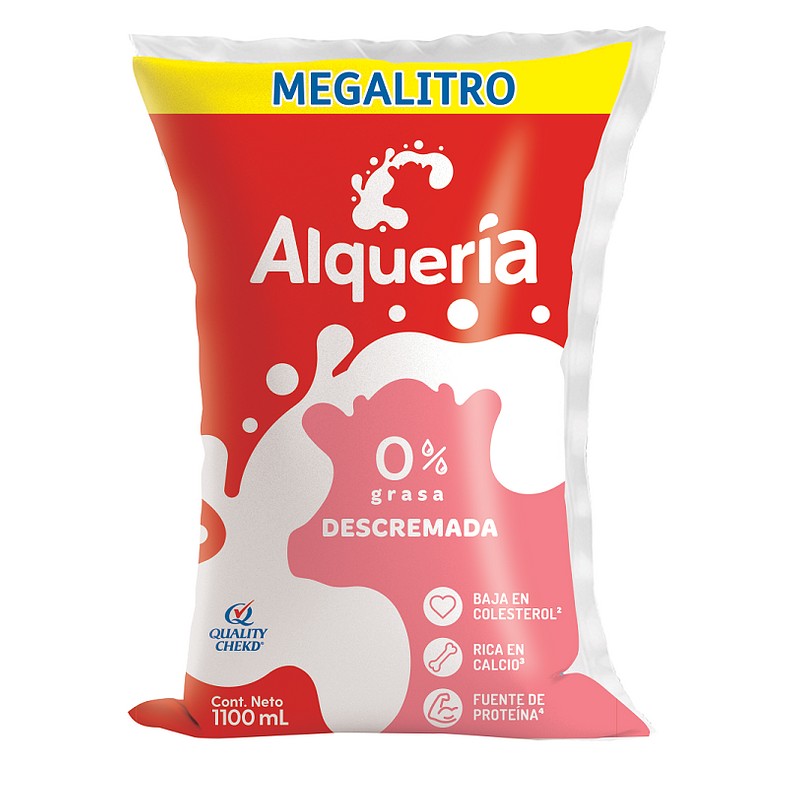 MEGALITRO
Alquería
0%
grasa
DESCREMADA
BAJA EN
COLESTEROL²
RICA EN
CALCIO³
FUENTE DE
PROTEÍNA⁴
QUALITY
CHEKD®
Cont. Neto
1100 mL